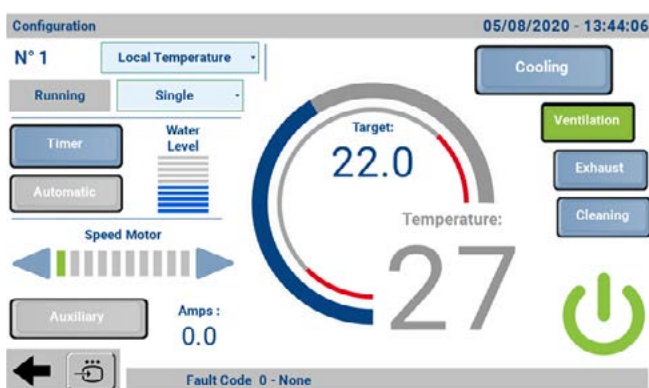 Configuration
05/08/2020 - 13:44:06
N° 1
Local Temperature
Cooling
Running
Single
Ventilation
Timer
Water
Level
Target:
22.0
Exhaust
Automatic
Cleaning
Temperature:
27
Speed Motor
Auxiliary
Amps :
0.0
Fault Code 0 - None